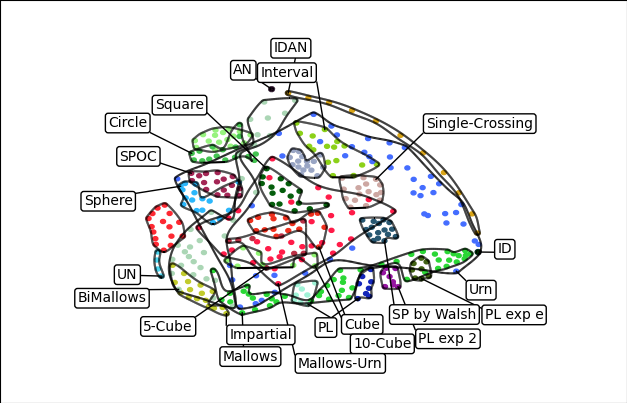 IDAN
AN
Interval
Square
Circle
Single-Crossing
SPOC
Sphere
ID
UN
Urn
BiMallows
SP by Walsh
PL exp e
5-Cube
Impartial
PL
Cube
PL exp 2
10-Cube
Mallows
Mallows-Urn